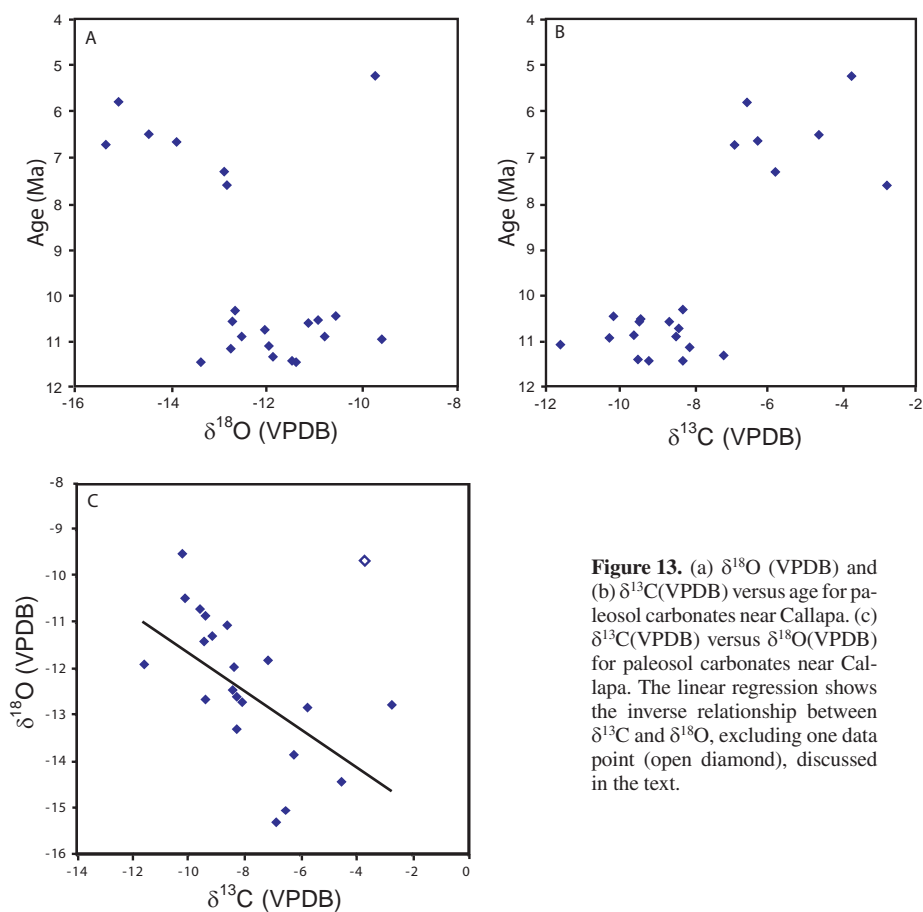 A
4
5
6
7
8
9
10
11
12
Age (Ma)
-16 -14 -12 -10 -8
δ¹⁸O (VPDB)
B
4
5
6
7
8
9
10
11
12
Age (Ma)
-12 -10 -8 -6 -4 -2
δ¹³C (VPDB)
C
-8
-9
-10
-11
-12
-13
-14
-15
-16
δ¹⁸O (VPDB)
-14 -12 -10 -8 -6 -4 -2 0
δ¹³C (VPDB)
Figure 13. (a) δ¹⁸O (VPDB) and
(b) δ¹³C(VPDB) versus age for pa-
leosol carbonates near Callapa. (c)
δ¹³C(VPDB) versus δ¹⁸O(VPDB)
for paleosol carbonates near Cal-
lapa. The linear regression shows
the inverse relationship between
δ¹³C and δ¹⁸O, excluding one data
point (open diamond), discussed
in the text.